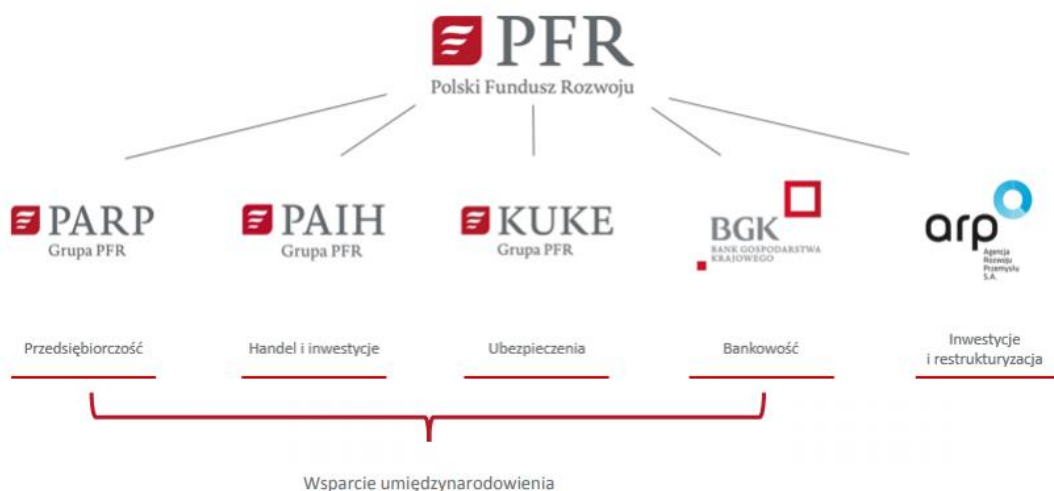 PFR
Polski Fundusz Rozwoju
PARP
Grupa PFR
PAIH
Grupa PFR
KUKE
Grupa PFR
BGK
BANK GOSPODARSTWA
KRAJOWEGO
arp
Agencja
Rozwoju
Przemysłu
S.A.
Przedsiębiorczość
Handel i inwestycje
Ubezpieczenia
Bankowość
Inwestycje
i restrukturyzacja
Wsparcie umiędzynarodowienia